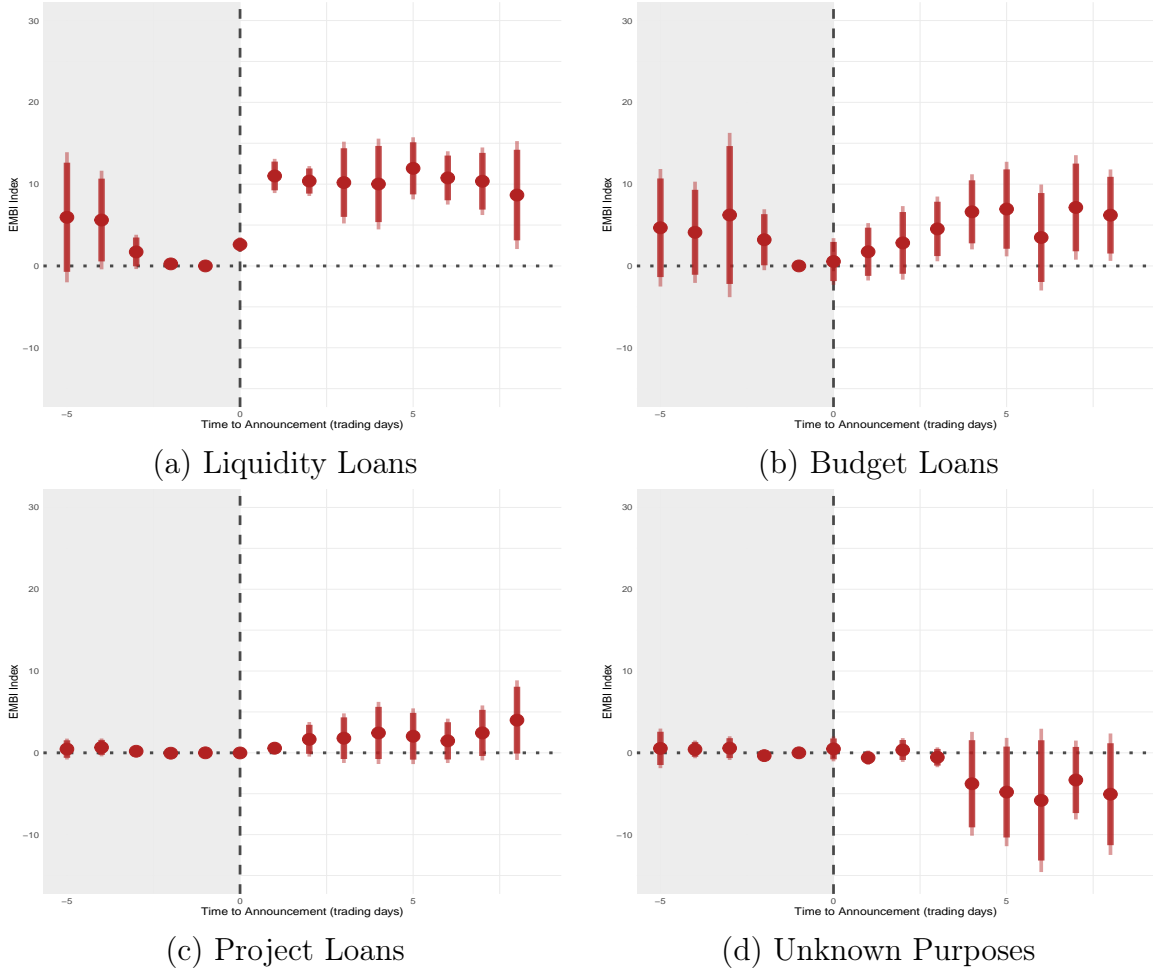 30
20
10
0
−10
EMBI Index
−5
0
5
Time to Announcement (trading days)
(a) Liquidity Loans
30
20
10
0
−10
EMBI Index
−5
0
5
Time to Announcement (trading days)
(b) Budget Loans
30
20
10
0
−10
EMBI Index
−5
0
5
Time to Announcement (trading days)
(c) Project Loans
30
20
10
0
−10
EMBI Index
−5
0
5
Time to Announcement (trading days)
(d) Unknown Purposes